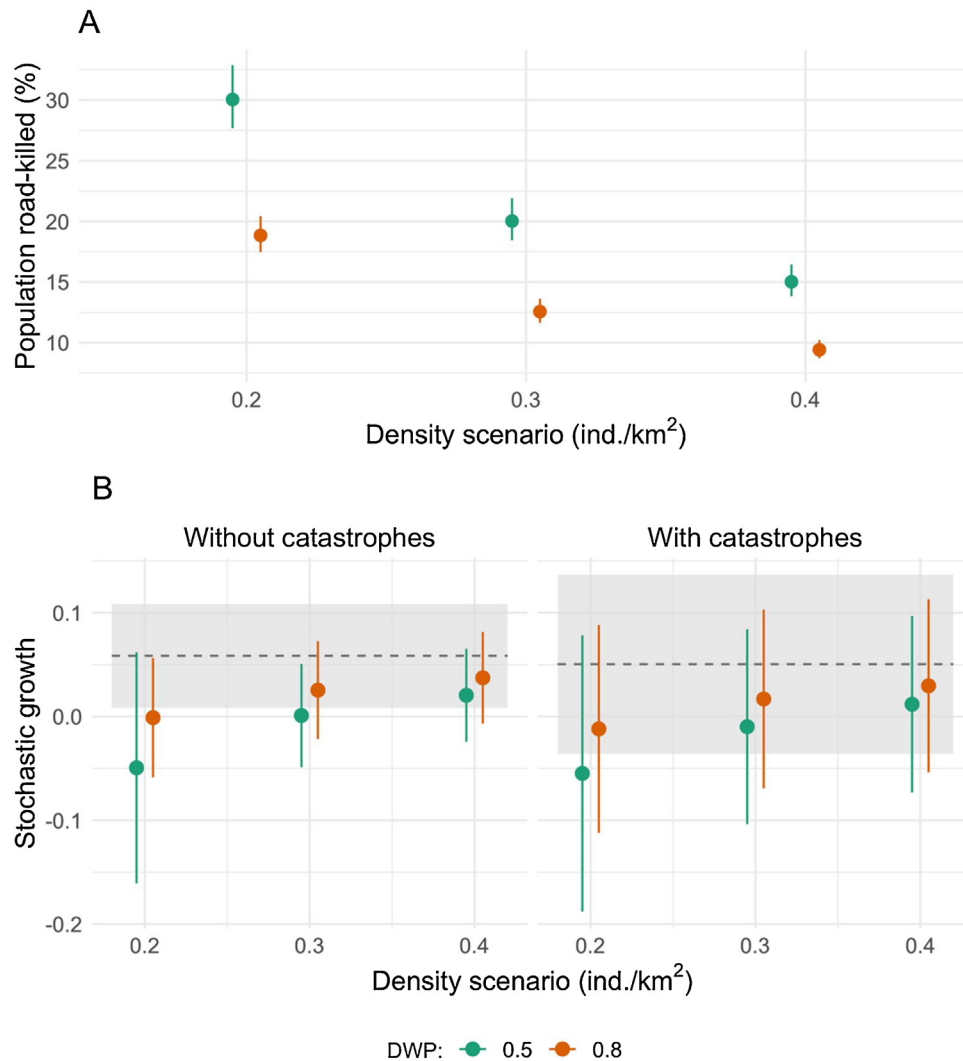 A
Population road-killed (%)
30
25
20
15
10
0.2 0.3 0.4
Density scenario (ind./km²)
B
Without catastrophes With catastrophes
Stochastic growth
0.1
0.0
-0.1
-0.2
0.2 0.3 0.4 0.2 0.3 0.4
Density scenario (ind./km²)
DWP: 0.5 0.8